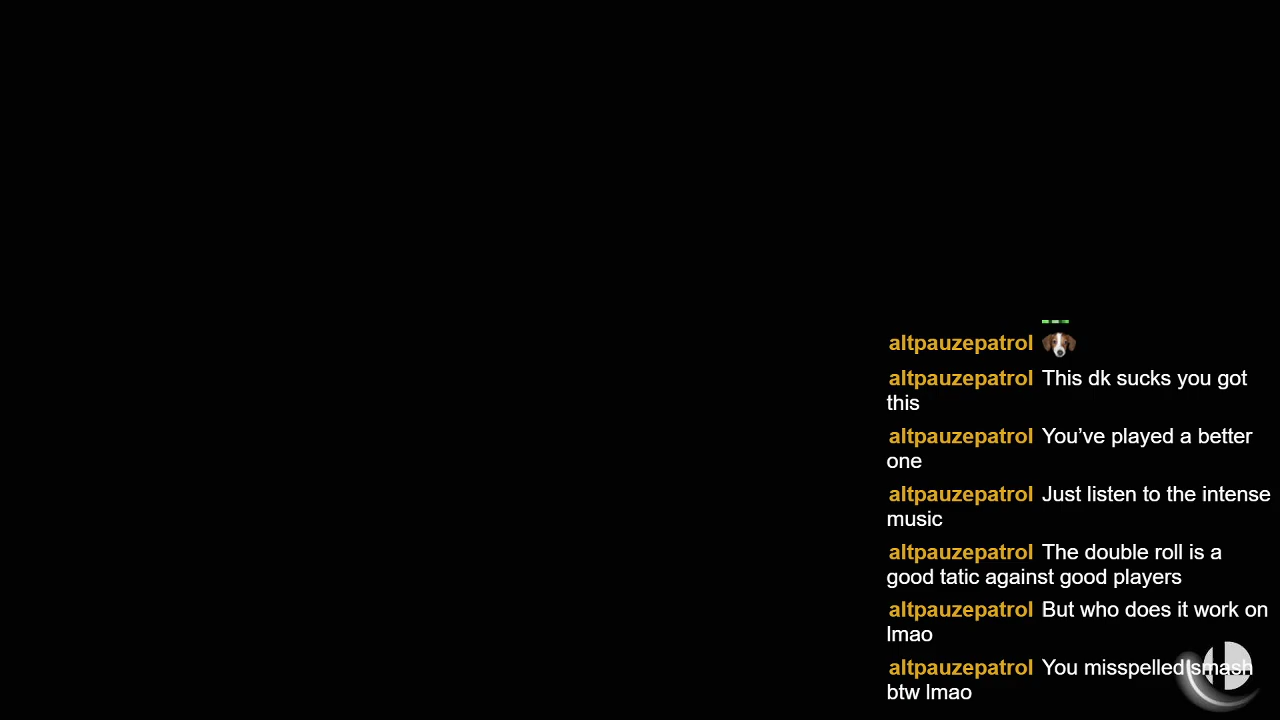 altpauzepatrol
altpauzepatrol This dk sucks you got
this
altpauzepatrol You’ve played a better
one
altpauzepatrol Just listen to the intense
music
altpauzepatrol The double roll is a
good tatic against good players
altpauzepatrol But who does it work on
lmao
altpauzepatrol You misspelled smash
btw lmao